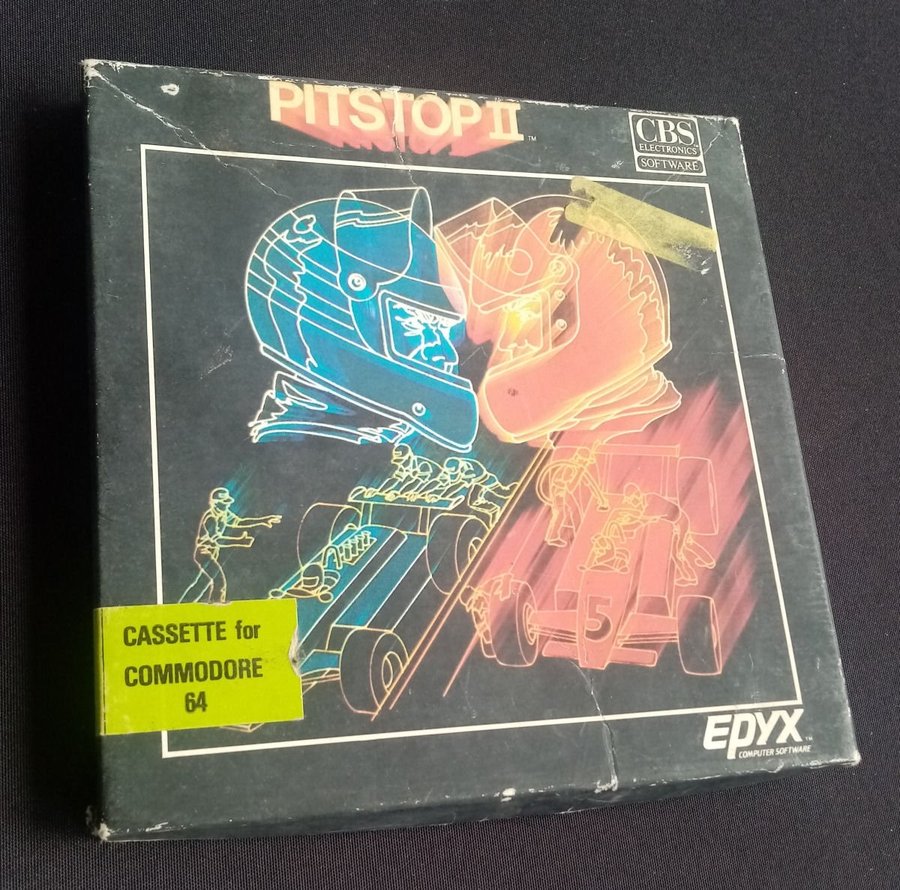 PITSTOP II ™
CBS
ELECTRONICS
SOFTWARE
5
CASSETTE for
COMMODORE
64
EPYX ™
COMPUTER SOFTWARE